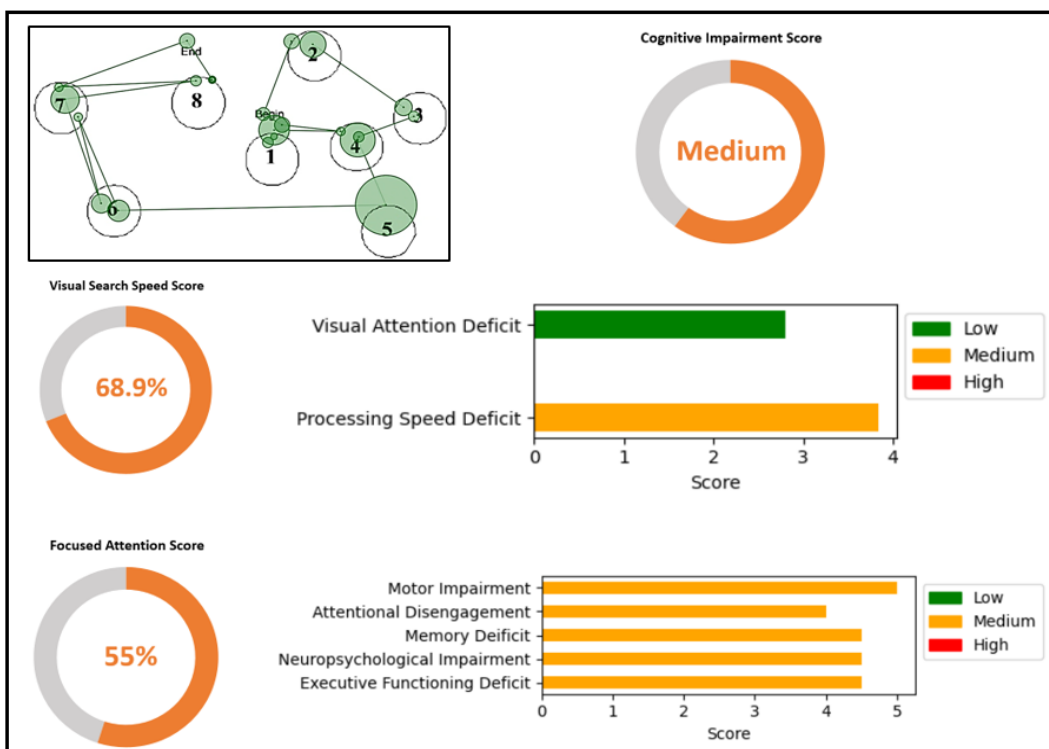 Cognitive Impairment Score
End
2
7
8
Begin
3
1
4
6
5
Medium
Visual Search Speed Score
68.9%
Visual Attention Deficit
Processing Speed Deficit
0 1 2 3 4
Score
Low
Medium
High
Focused Attention Score
55%
Motor Impairment
Attentional Disengagement
Memory Deificit
Neuropsychological Impairment
Executive Functioning Deficit
0 1 2 3 4 5
Score
Low
Medium
High